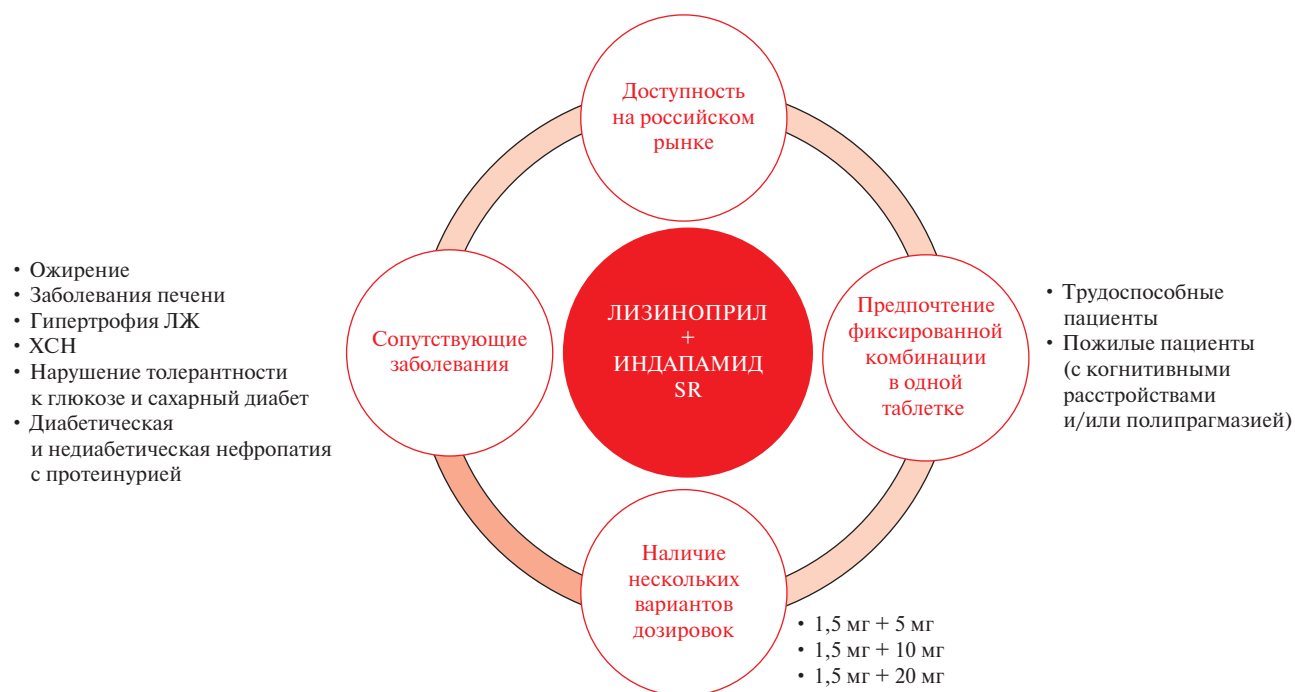 Доступность
на российском
рынке
• Ожирение
• Заболевания печени
• Гипертрофия ЛЖ
• ХСН
• Нарушение толерантности
к глюкозе и сахарный диабет
• Диабетическая
и недиабетическая нефропатия
с протеинурией
Сопутствующие
заболевания
ЛИЗИНОПРИЛ
+
ИНДАПАМИД
SR
Предпочтение
фиксированной
комбинации
в одной
таблетке
• Трудоспособные
пациенты
• Пожилые пациенты
(с когнитивными
расстройствами
и/или полипрагмазией)
Наличие
нескольких
вариантов
дозировок
• 1,5 мг + 5 мг
• 1,5 мг + 10 мг
• 1,5 мг + 20 мг